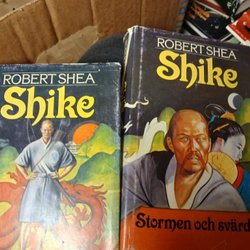 ROBERT SHEA
Shike
ROBERT SHEA
Shike
Stormen och svärd